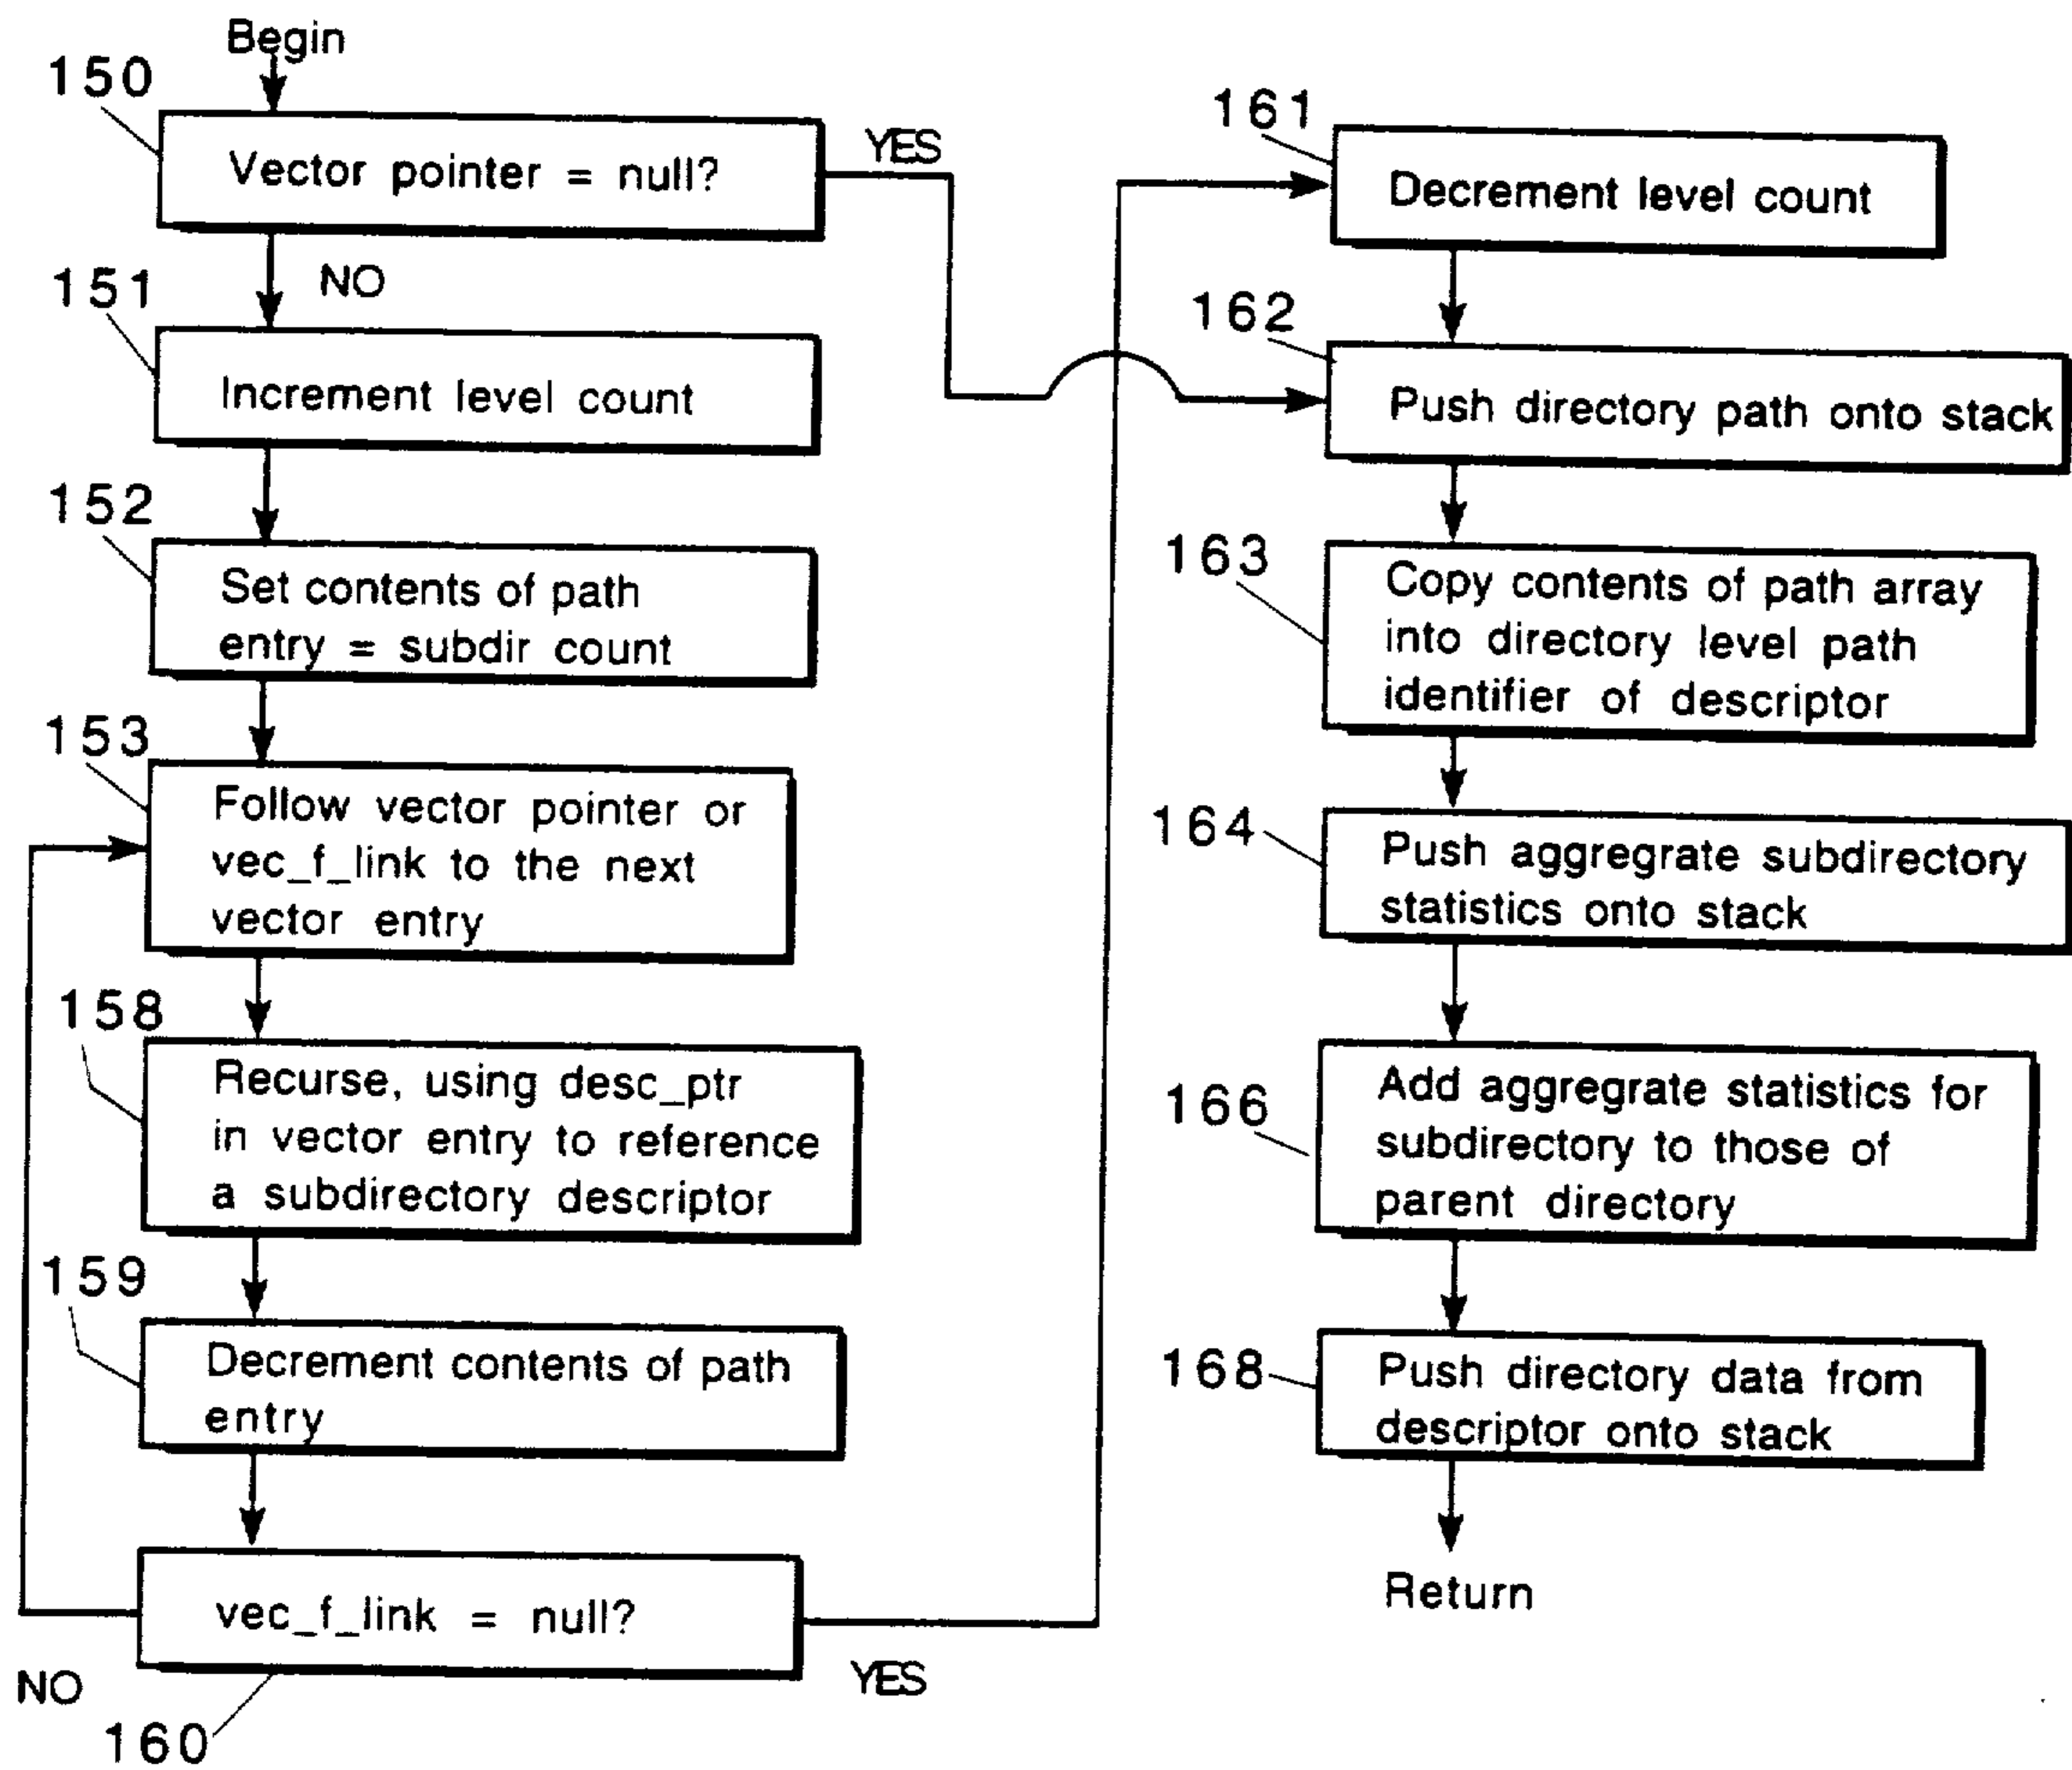 Begin
150
Vector pointer = null?
YES
NO
151
Increment level count
152
Set contents of path
entry = subdir count
153
Follow vector pointer or
vec_f_link to the next
vector entry
158
Recurse, using desc_ptr
in vector entry to reference
a subdirectory descriptor
159
Decrement contents of path
entry
vec_f_link = null?
NO
YES
160
161
Decrement level count
162
Push directory path onto stack
163
Copy contents of path array
into directory level path
identifier of descriptor
164
Push aggregrate subdirectory
statistics onto stack
166
Add aggregrate statistics for
subdirectory to those of
parent directory
168
Push directory data from
descriptor onto stack
Return